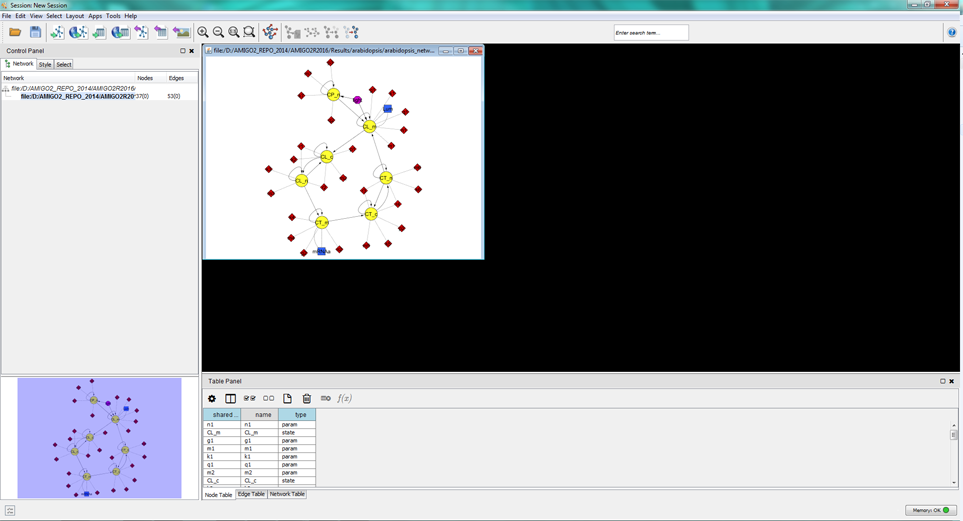 Session: New Session
File Edit View Select Layout Apps Tools Help
Enter search term...
Control Panel
Network Style Select
Network Nodes Edges
file:/D:/AMIGO2_REPO_2014/AMIGO2R2016/
file:/D:/AMIGO2_REPO_2014/AMIGO2R20 37(0) 53(0)
file:/D:/AMIGO2_REPO_2014/AMIGO2R2016/Results/arabidopsis/arabidopsis_netw...
CP_n
CL_m
CL_c
CL_n
CT_n
CT_c
CT_m
Table Panel
f(x)
shared ... name type
n1 n1 param
CL_m CL_m state
g1 g1 param
m1 m1 param
k1 k1 param
q1 q1 param
m2 m2 param
CL_c CL_c state
Node Table Edge Table Network Table
Memory: OK